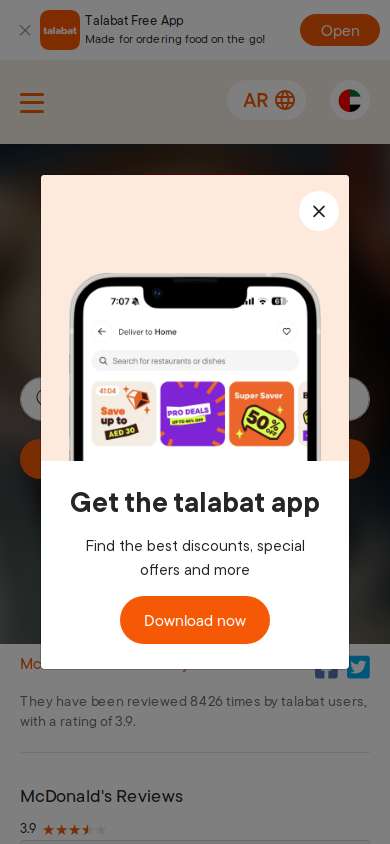 Talabat Free App
Made for ordering food on the go!
talabat
Open
AR
7:07
Deliver to Home
Search for restaurants or dishes
41:04
Save
up to
AED 30
PRO DEALS
Super Saver
50%
Get the talabat app
Find the best discounts, special
offers and more
Download now
They have been reviewed 8426 times by talabat users,
with a rating of 3.9.
McDonald's Reviews
3.9